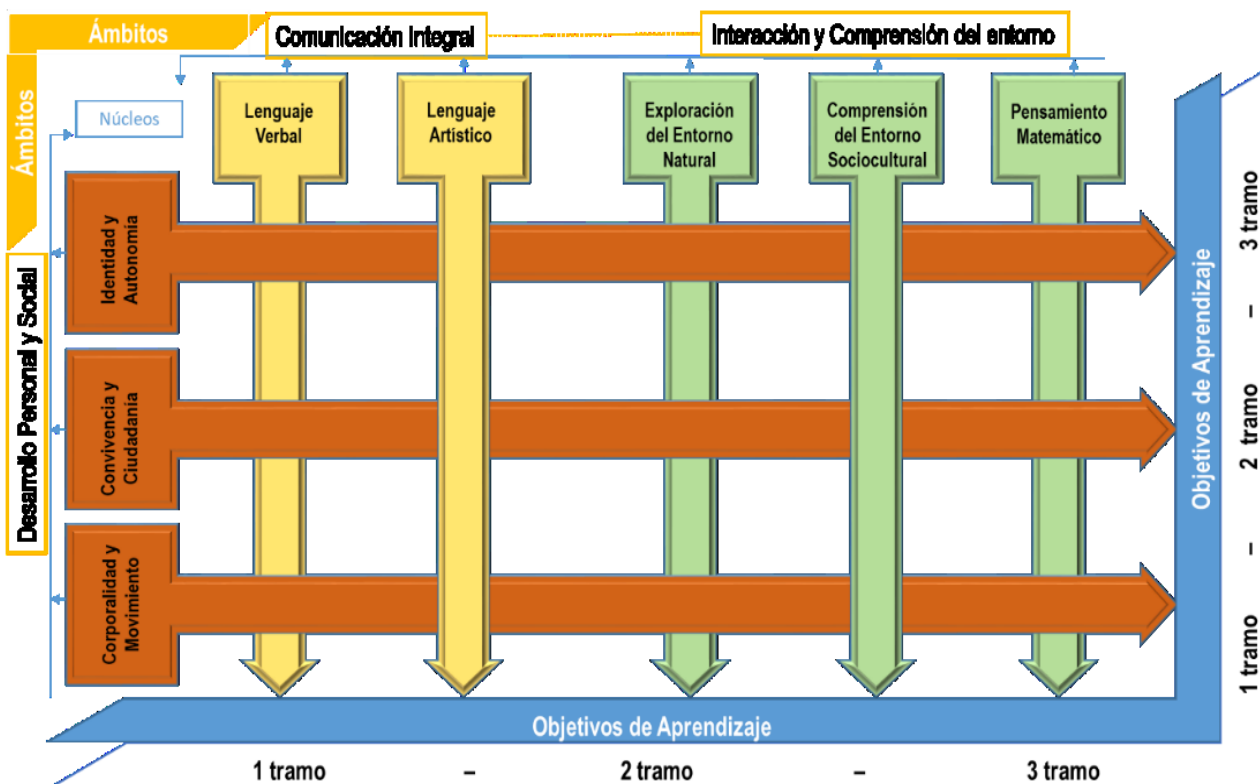 Ámbitos
Comunicación Integral
Interacción y Comprensión del entorno
Ámbitos
Núcleos
Lenguaje
Verbal
Lenguaje
Artístico
Exploración
del Entorno
Natural
Comprensión
del Entorno
Sociocultural
Pensamiento
Matemático
Desarrollo Personal y Social
Identidad y
Autonomía
Convivencia y
Ciudadanía
Corporalidad y
Movimiento
Objetivos de Aprendizaje
1 tramo – 2 tramo – 3 tramo
Objetivos de Aprendizaje
1 tramo – 2 tramo – 3 tramo